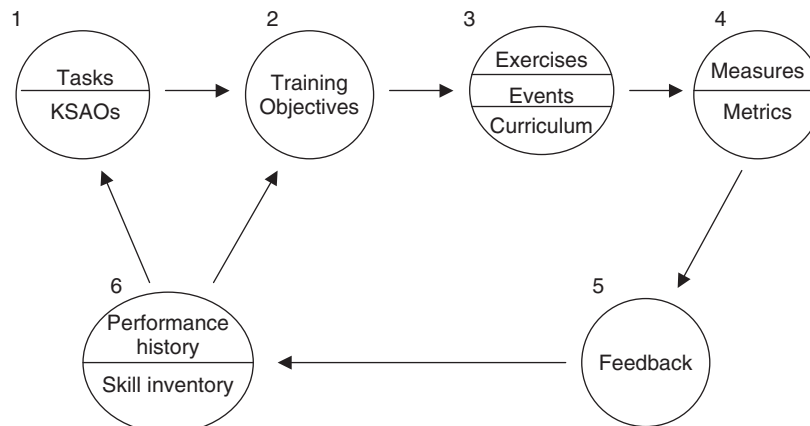 1
Tasks
KSAOs
2
Training
Objectives
3
Exercises
Events
Curriculum
4
Measures
Metrics
5
Feedback
6
Performance
history
Skill inventory